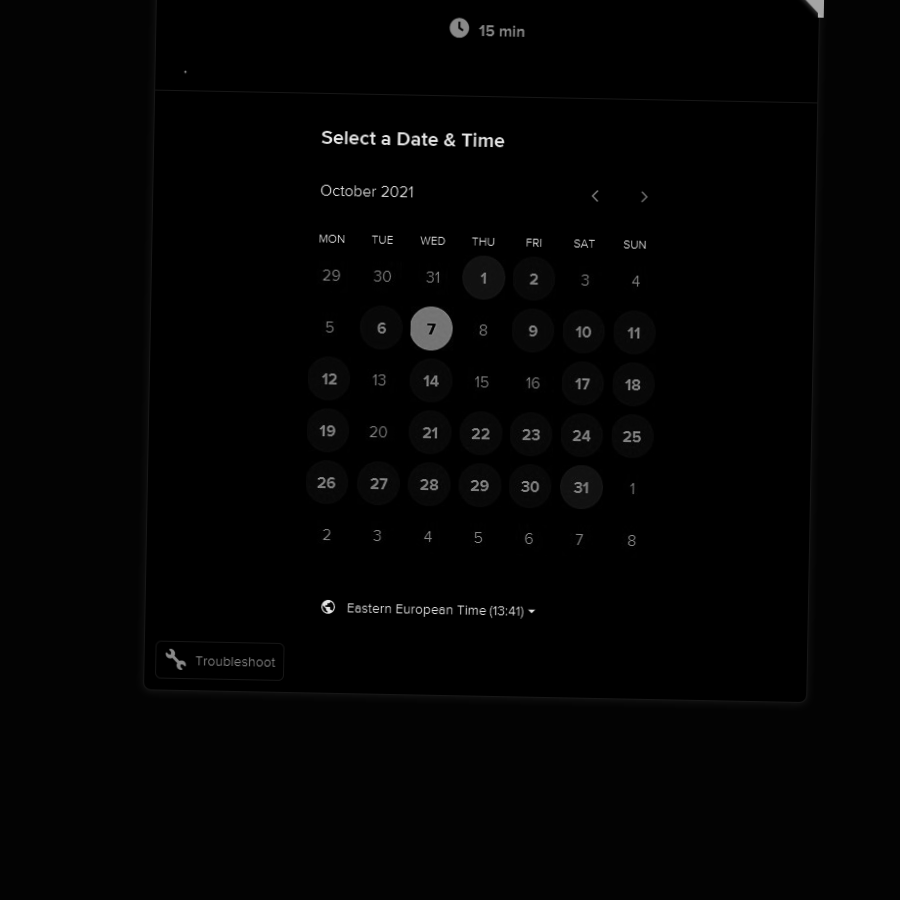 15 min
.
Select a Date & Time
October 2021
MON TUE WED THU FRI SAT SUN
29 30 31 1 2 3 4
5 6 7 8 9 10 11
12 13 14 15 16 17 18
19 20 21 22 23 24 25
26 27 28 29 30 31 1
2 3 4 5 6 7 8
Eastern European Time (13:41)
Troubleshoot